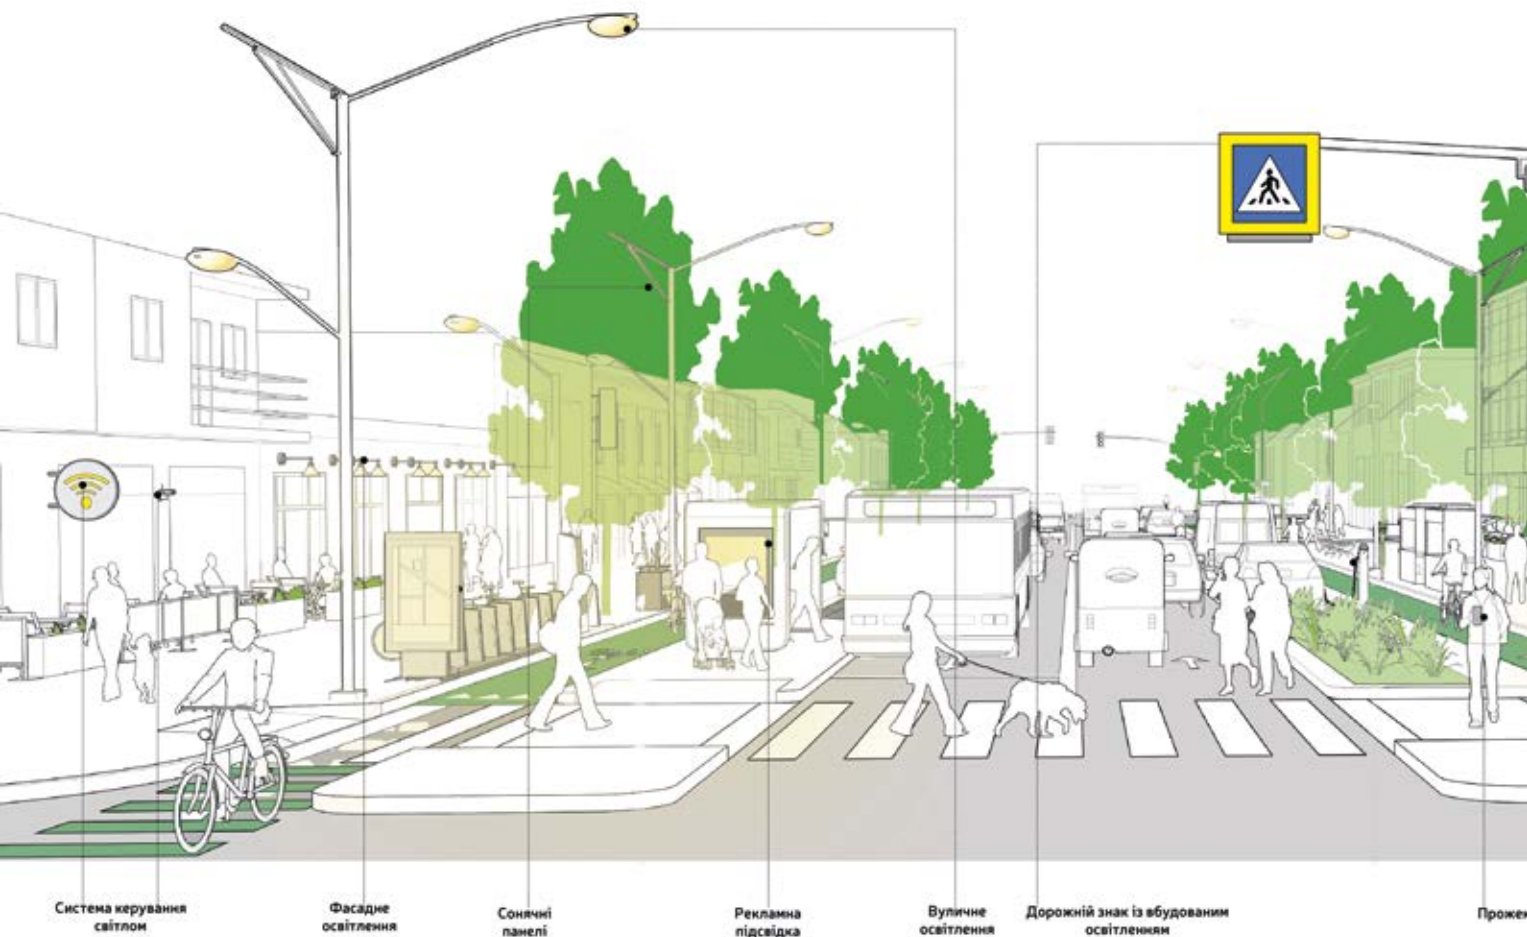 Система керування
світлом
Фасадне
освітлення
Сонячні
панелі
Рекламна
підсвідка
Вуличне
освітлення
Дорожній знак із вбудованим
освітленням